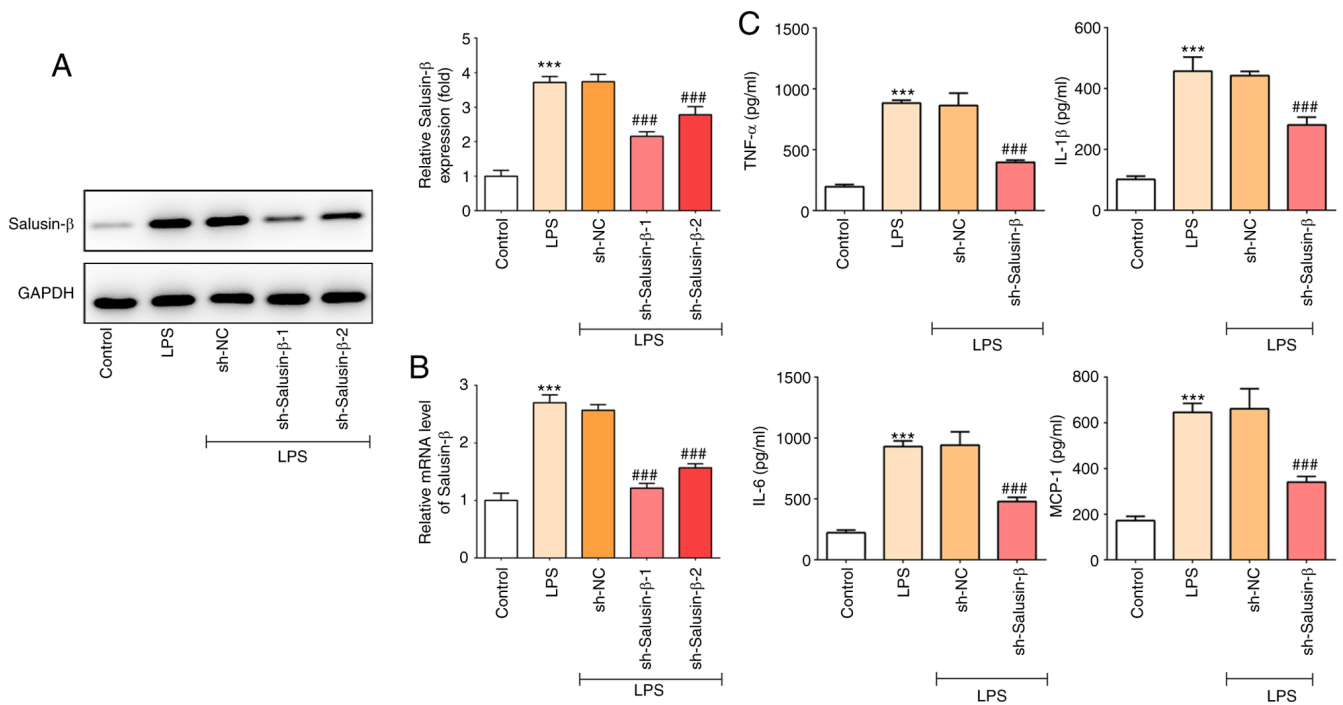 A
Salusin-β
GAPDH
Control
LPS
sh-NC
sh-Salusin-β-1
sh-Salusin-β-2
LPS
Relative Salusin-β
expression (fold)
5
4
3
2
1
0
***
###
###
Control
LPS
sh-NC
sh-Salusin-β-1
sh-Salusin-β-2
LPS
B
Relative mRNA level
of Salusin-β
3
2
1
0
***
###
###
Control
LPS
sh-NC
sh-Salusin-β-1
sh-Salusin-β-2
LPS
C
TNF-α (pg/ml)
1500
1000
500
0
***
###
Control
LPS
sh-NC
sh-Salusin-β
LPS
IL-1β (pg/ml)
600
400
200
0
***
###
Control
LPS
sh-NC
sh-Salusin-β
LPS
IL-6 (pg/ml)
1500
1000
500
0
***
###
Control
LPS
sh-NC
sh-Salusin-β
LPS
MCP-1 (pg/ml)
800
600
400
200
0
***
###
Control
LPS
sh-NC
sh-Salusin-β
LPS